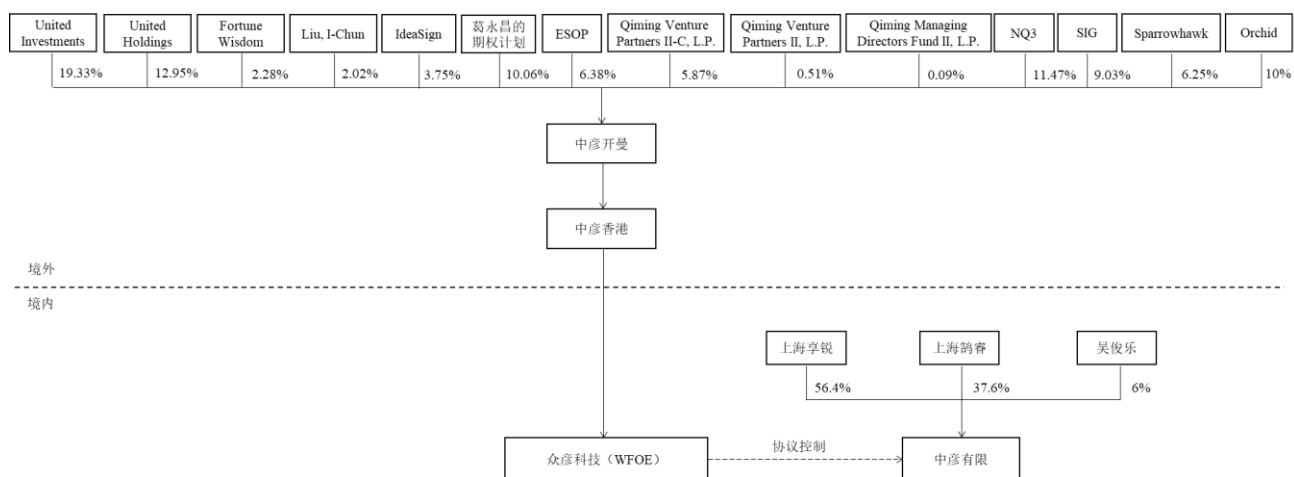 United
Investments
United
Holdings
Fortune
Wisdom
Liu, I-Chun
IdeaSign
葛永昌的
期权计划
ESOP
Qiming Venture
Partners II-C, L.P.
Qiming Venture
Partners II, L.P.
Qiming Managing
Directors Fund II, L.P.
NQ3
SIG
Sparrowhawk
Orchid
19.33%
12.95%
2.28%
2.02%
3.75%
10.06%
6.38%
5.87%
0.51%
0.09%
11.47%
9.03%
6.25%
10%
中彦开曼
中彦香港
境外
境内
上海享锐
上海鹄睿
吴俊乐
56.4%
37.6%
6%
众彦科技（WFOE）
协议控制
中彦有限